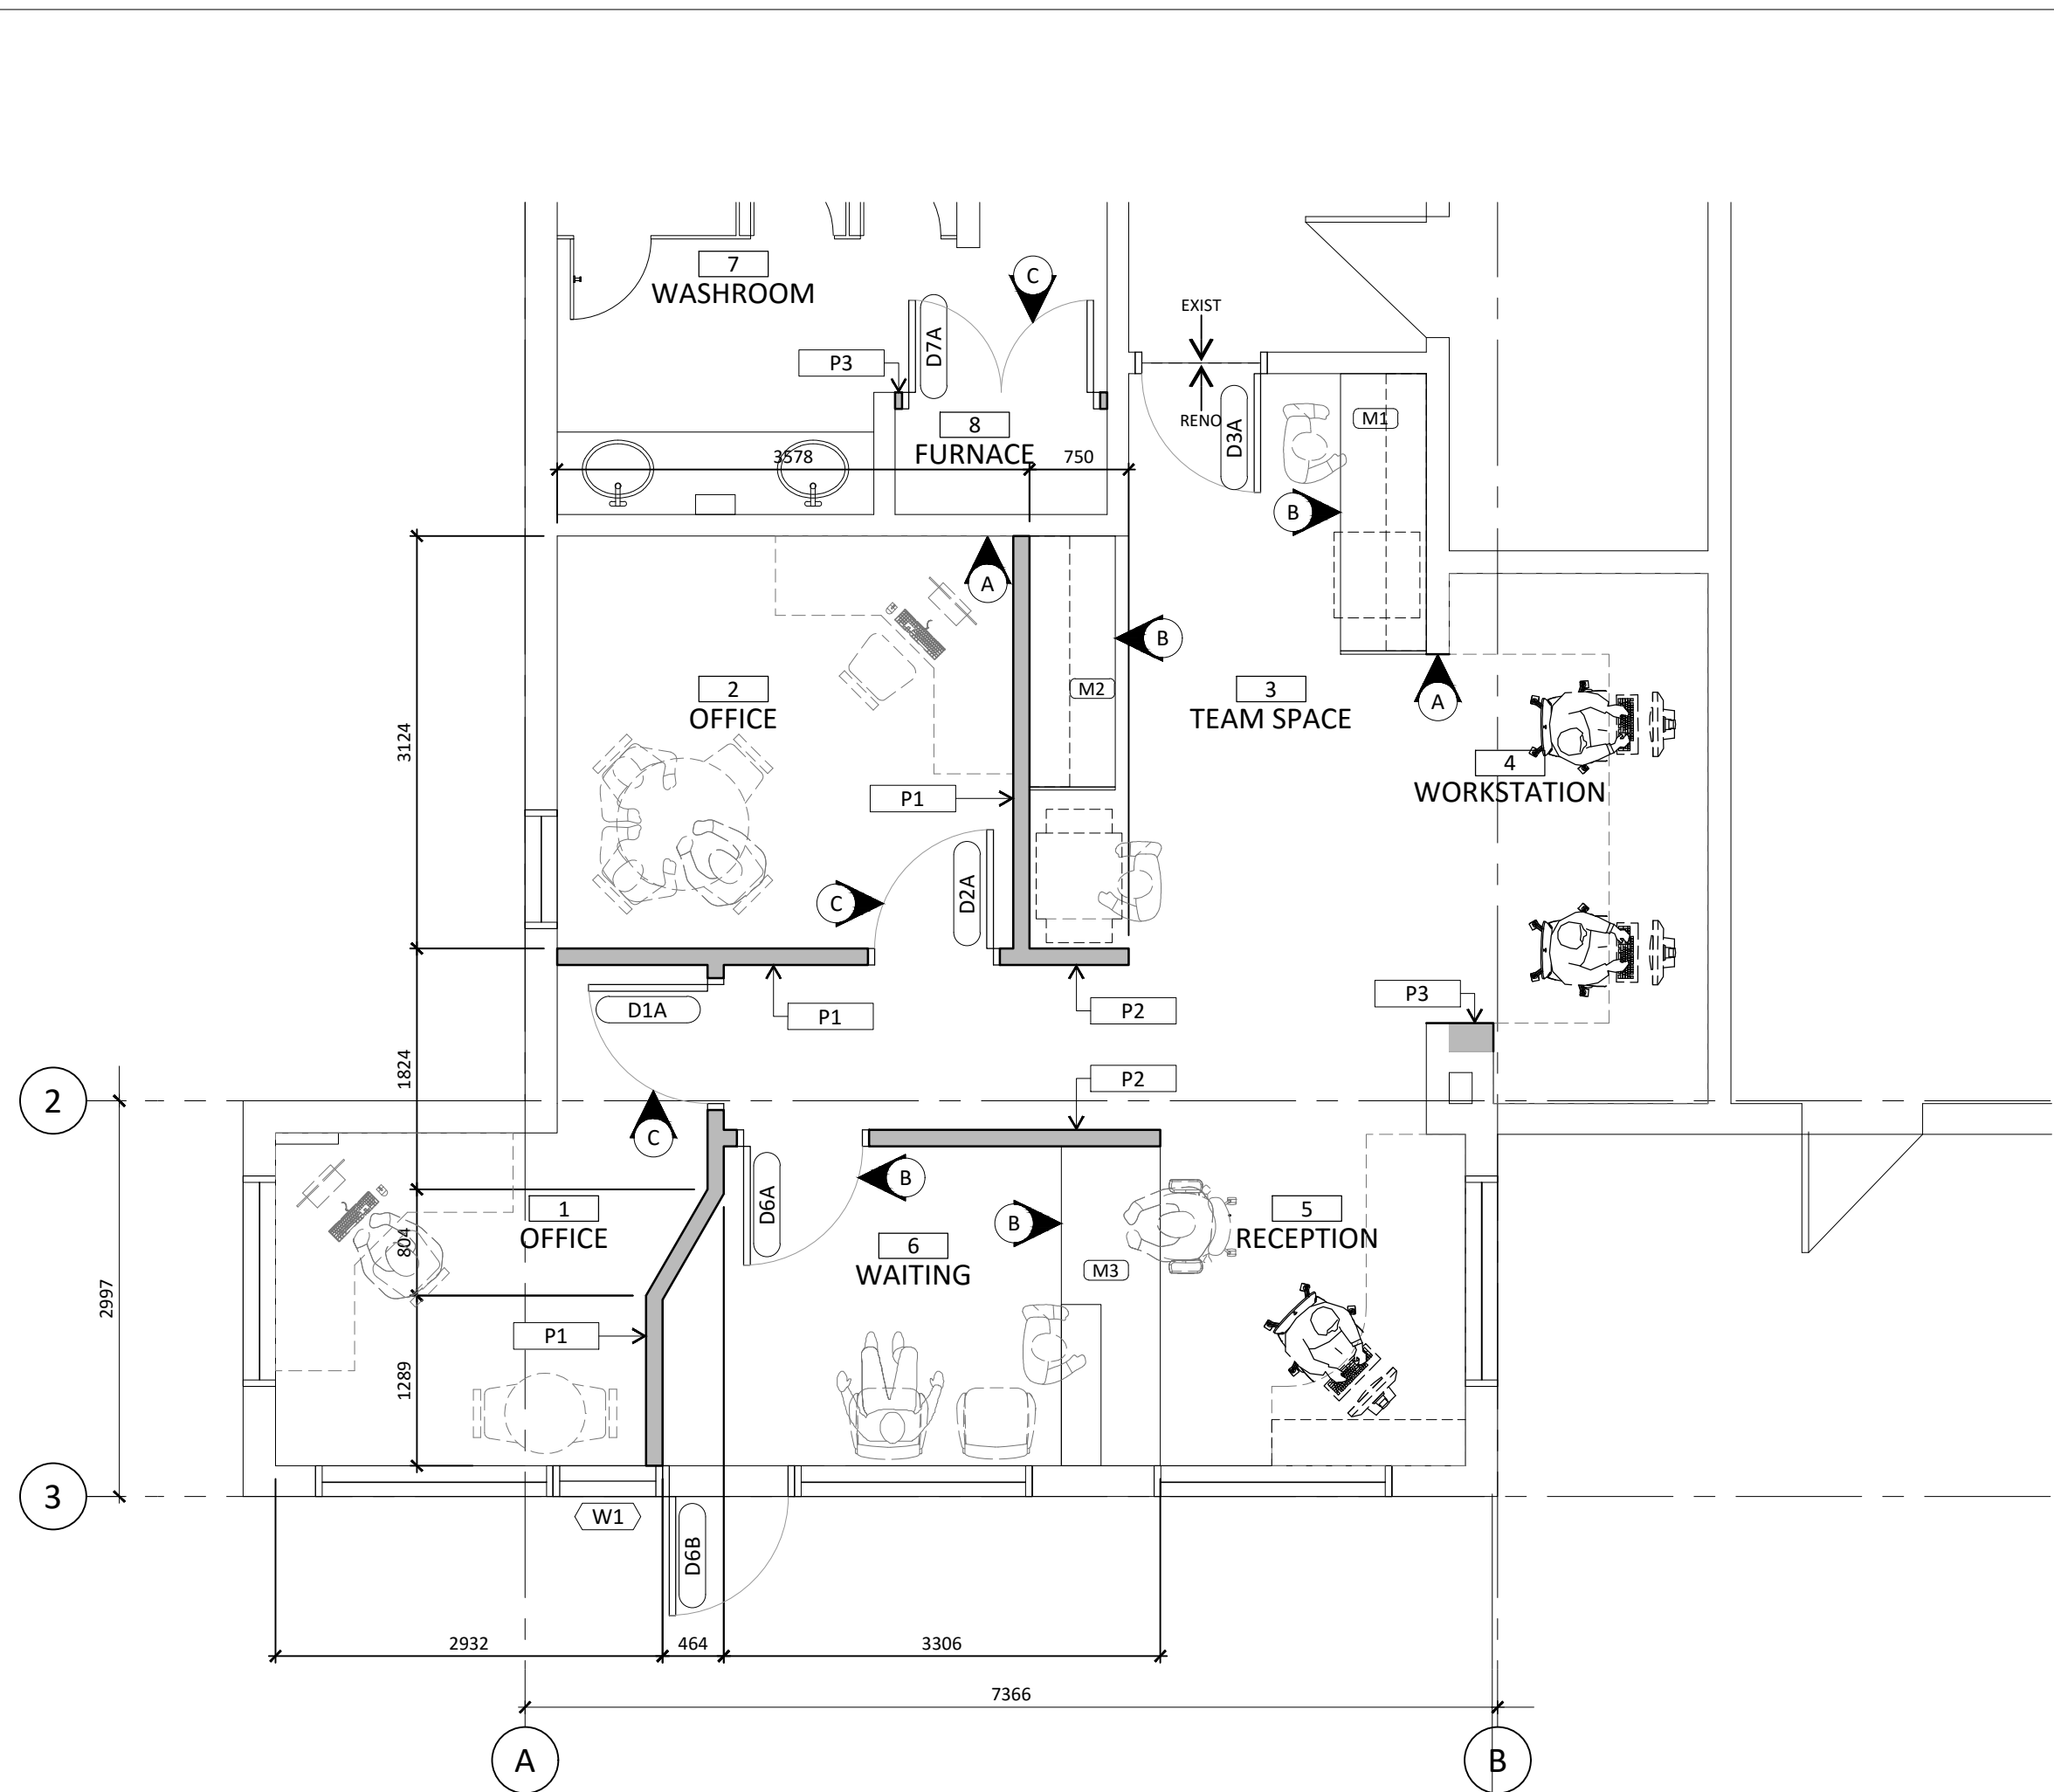 7
WASHROOM
C
EXIST
D7A
P3
RENO
D3A
M1
8
FURNACE
3578
750
B
A
B
M2
2
OFFICE
3
TEAM SPACE
A
3124
4
WORKSTATION
P1
C
D2A
D1A
P1
P2
P3
1824
P2
2
C
B
D6A
1
OFFICE
804
B
5
RECEPTION
6
WAITING
M3
2997
P1
1289
3
W1
D6B
2932
464
3306
7366
A
B